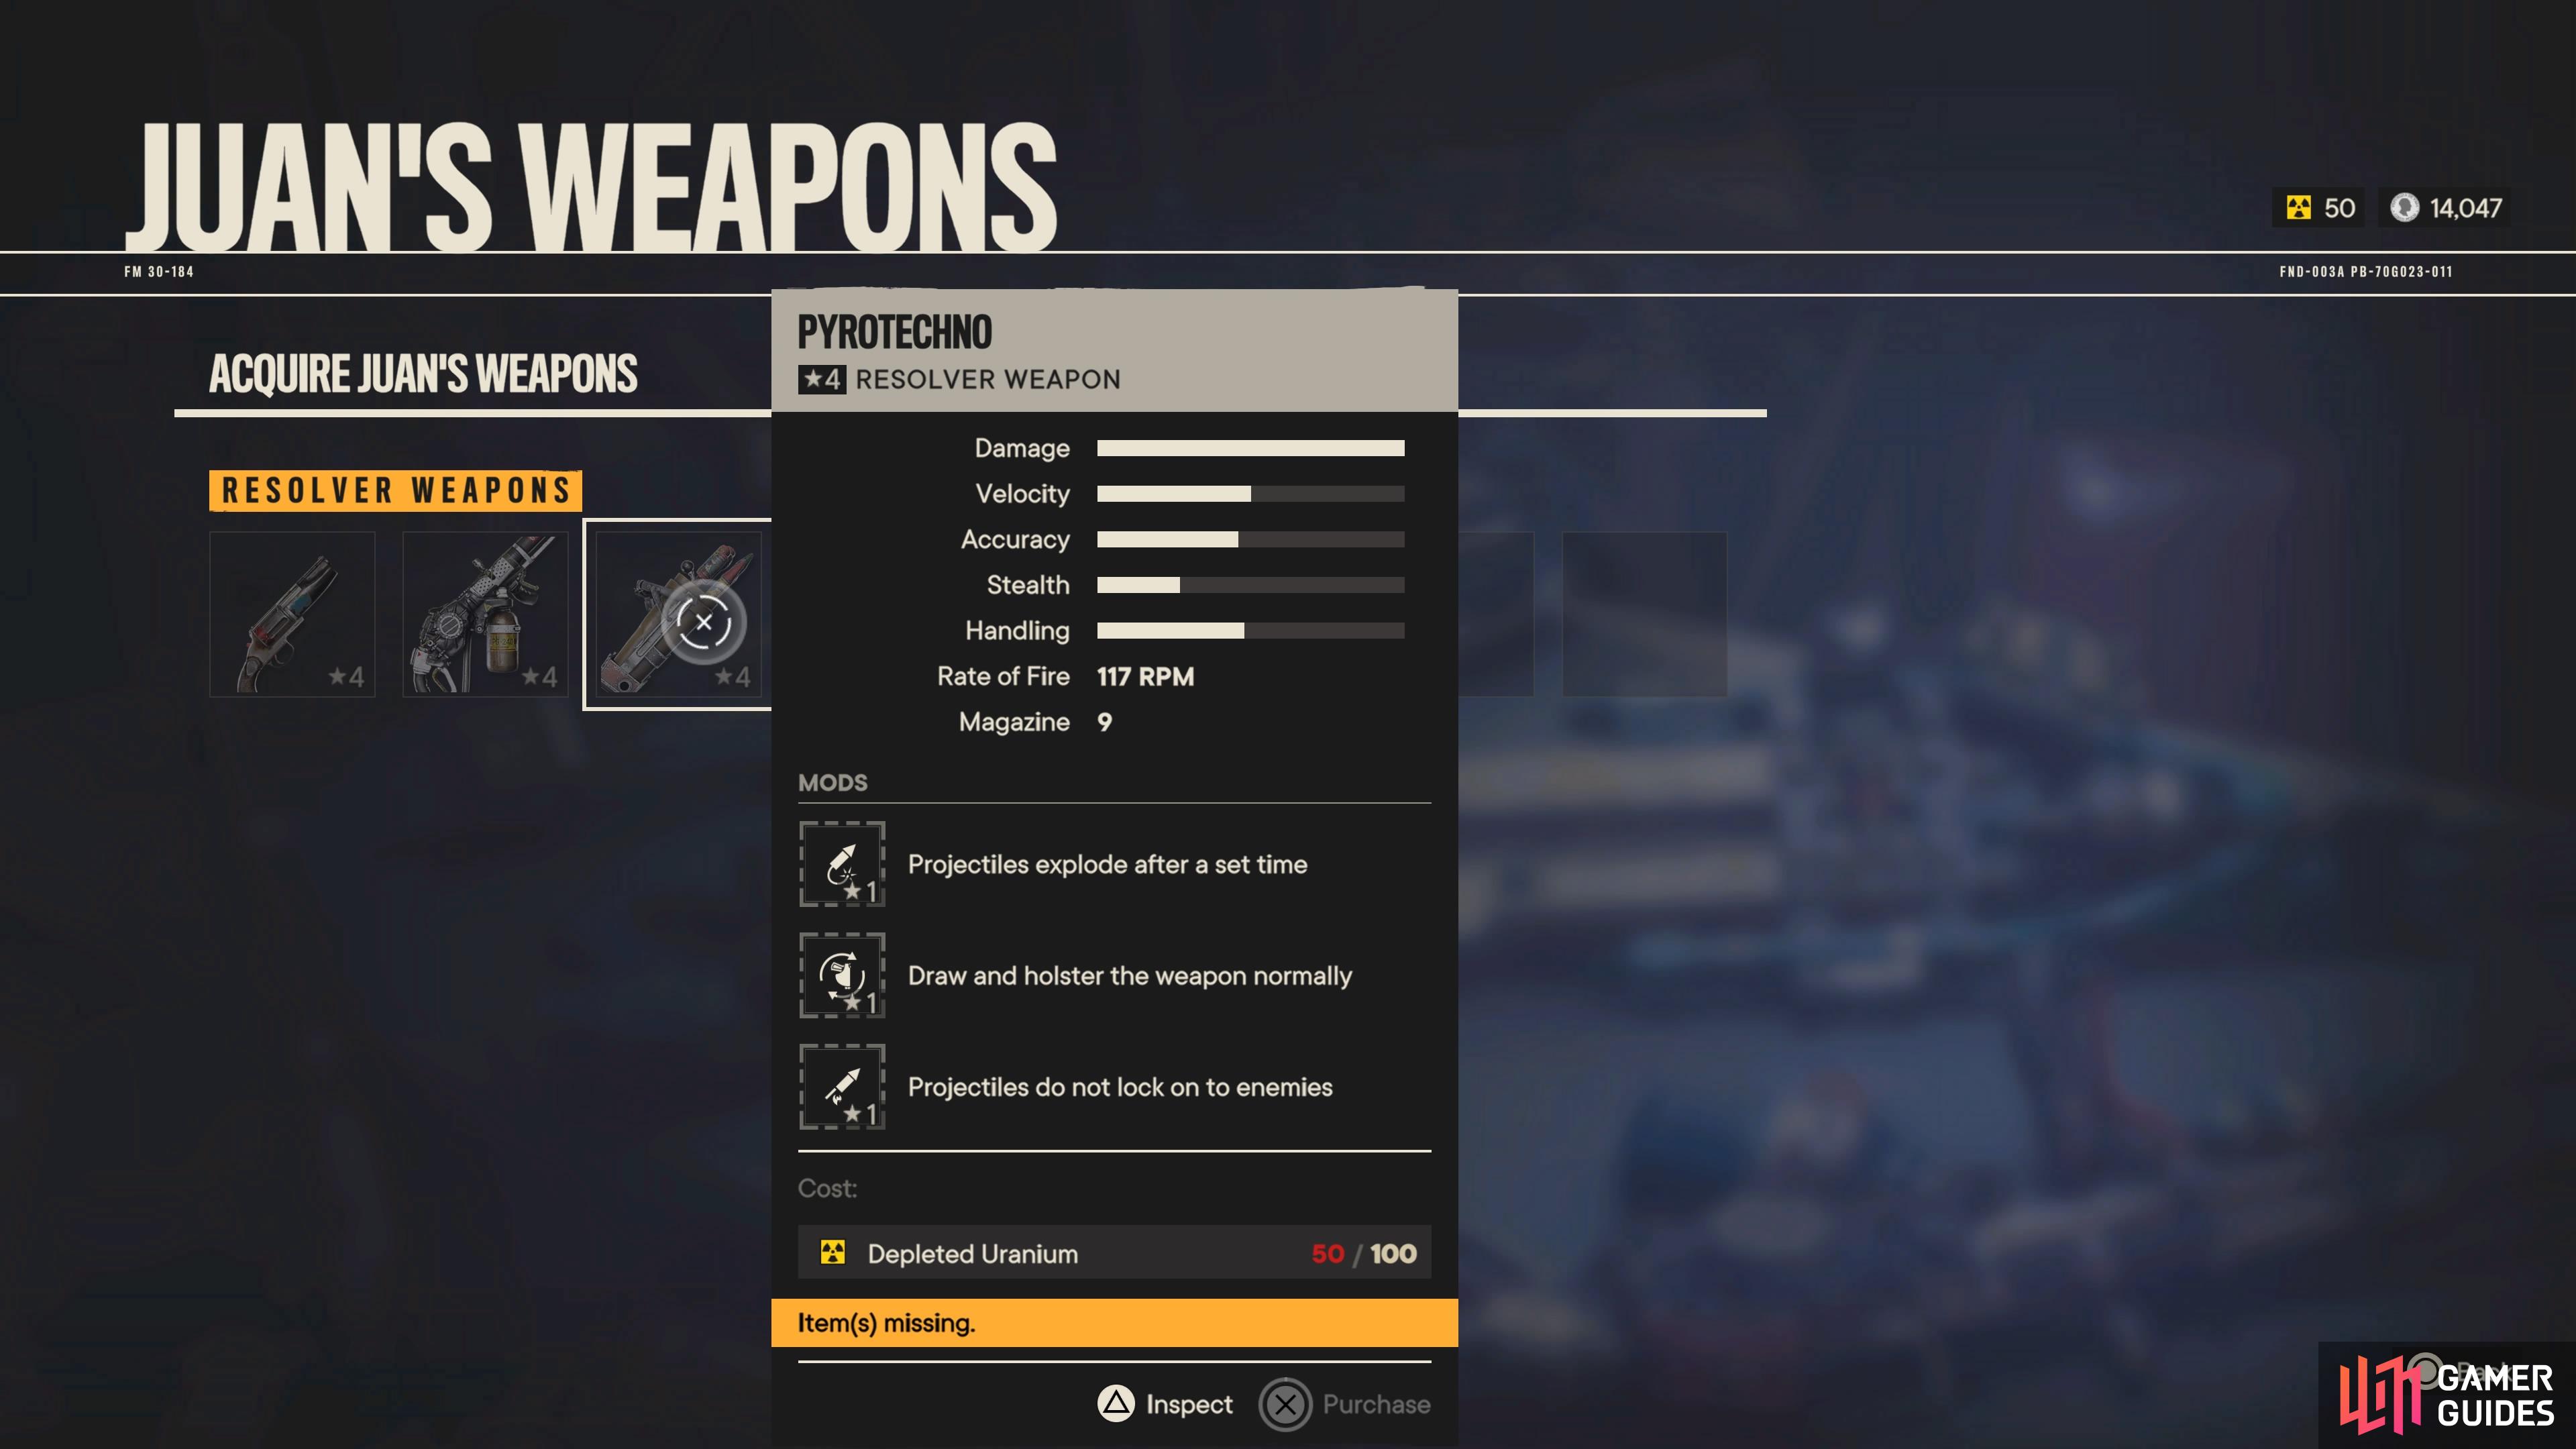 JUAN'S WEAPONS
50 14,047
FM 30-184
FND-003A PB-70G023-011
ACQUIRE JUAN'S WEAPONS
RESOLVER WEAPONS
★4
★4
★4
PYROTECHNO
★4 RESOLVER WEAPON
Damage
Velocity
Accuracy
Stealth
Handling
Rate of Fire 117 RPM
Magazine 9
MODS
★1 Projectiles explode after a set time
★1 Draw and holster the weapon normally
★1 Projectiles do not lock on to enemies
Cost:
Depleted Uranium 50 / 100
Item(s) missing.
Inspect Purchase
Back
GAMER
GUIDES